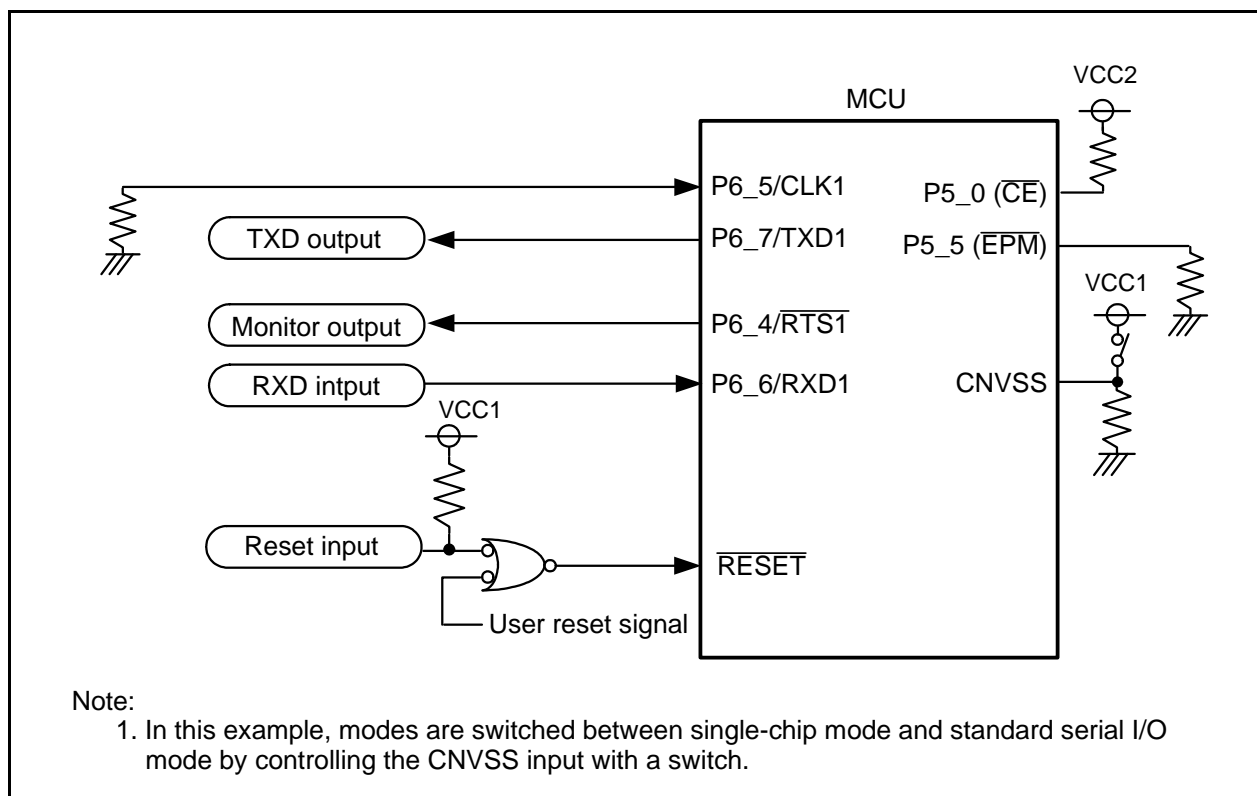 MCU
VCC2
P6_5/CLK1
P5_0 (CE)
TXD output
P6_7/TXD1
P5_5 (EPM)
VCC1
Monitor output
P6_4/RTS1
RXD intput
P6_6/RXD1
CNVSS
VCC1
Reset input
RESET
User reset signal
Note:
1. In this example, modes are switched between single-chip mode and standard serial I/O
mode by controlling the CNVSS input with a switch.